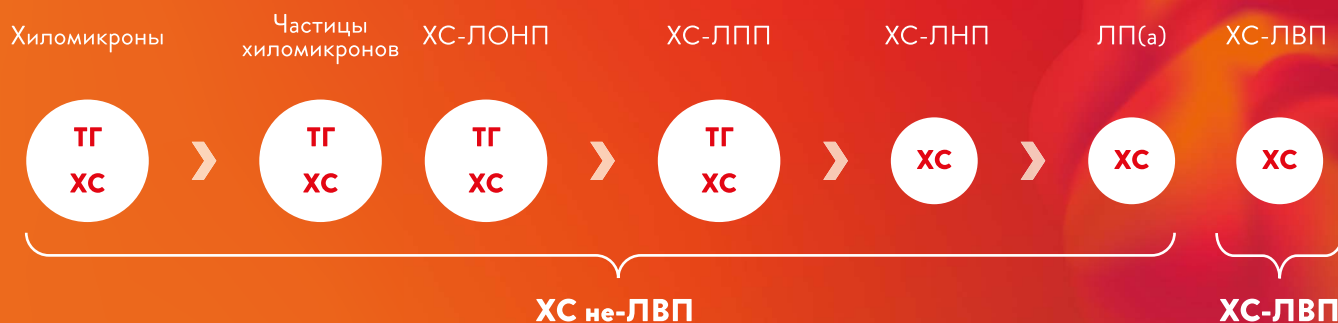 Хиломикроны
Частицы
хиломикронов
ХС-ЛОНП
ХС-ЛПП
ХС-ЛНП
ЛП(а)
ХС-ЛВП
ТГ
ХС
ТГ
ХС
ТГ
ХС
ТГ
ХС
ХС
ХС
ХС
ХС не-ЛВП
ХС-ЛВП